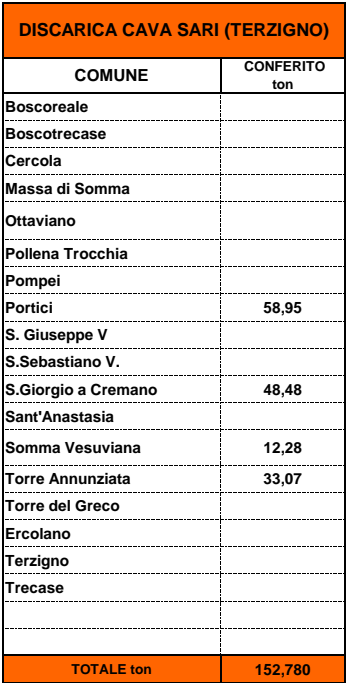 DISCARICA CAVA SARI (TERZIGNO)
COMUNE CONFERITO ton
Boscoreale
Boscotrecase
Cercola
Massa di Somma
Ottaviano
Pollena Trocchia
Pompei
Portici 58,95
S. Giuseppe V
S.Sebastiano V.
S.Giorgio a Cremano 48,48
Sant'Anastasia
Somma Vesuviana 12,28
Torre Annunziata 33,07
Torre del Greco
Ercolano
Terzigno
Trecase
TOTALE ton 152,780